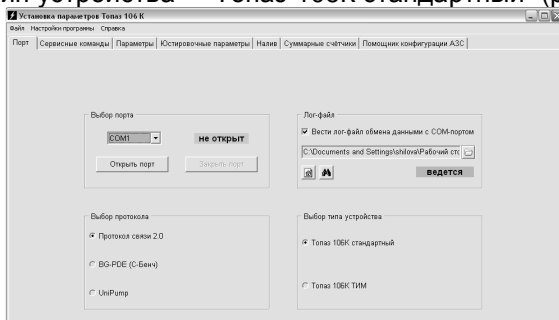 устройства – "Топаз-106К стандартный" (р
Установка параметров Топаз 106 К
Файл Настройки программы Справка
Порт Сервисные команды Параметры Юстировочные параметры Налив Суммарные счётчики Помощник конфигурации АЗС
Выбор порта
COM1 не открыт
Открыть порт Закрыть порт
Лог-файл
Вести лог-файл обмена данными с COM-портом
C:\Documents and Settings\shilova\Рабочий сто
ведется
Выбор протокола
Протокол связи 2.0
BG-PDE (С-Бенч)
UniPump
Выбор типа устройства
Топаз 106К стандартный
Топаз 106К ТИМ